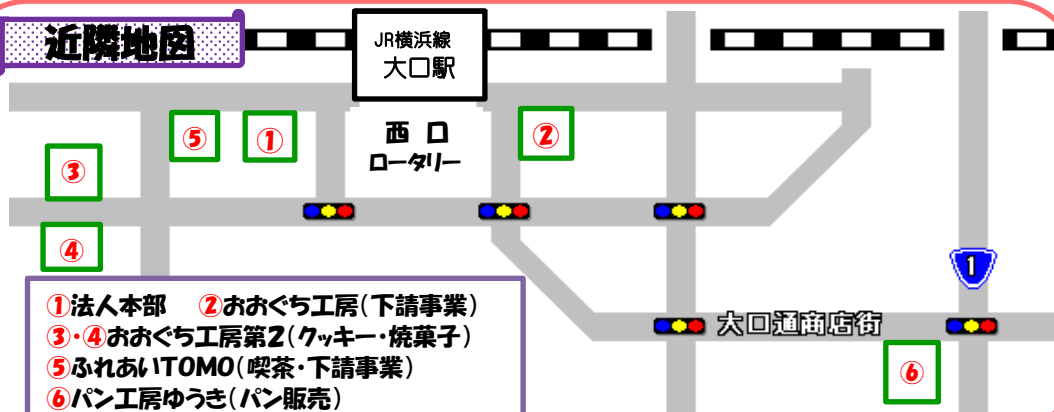 近隣地図
JR横浜線
大口駅
西口
ロータリー
⑤
①
②
③
④
1
大口通商店街
⑥
①法人本部 ②おおぐち工房(下請事業)
③・④おおぐち工房第2(クッキー・焼菓子)
⑤ふれあいTOMO(喫茶・下請事業)
⑥パン工房ゆうき(パン販売)